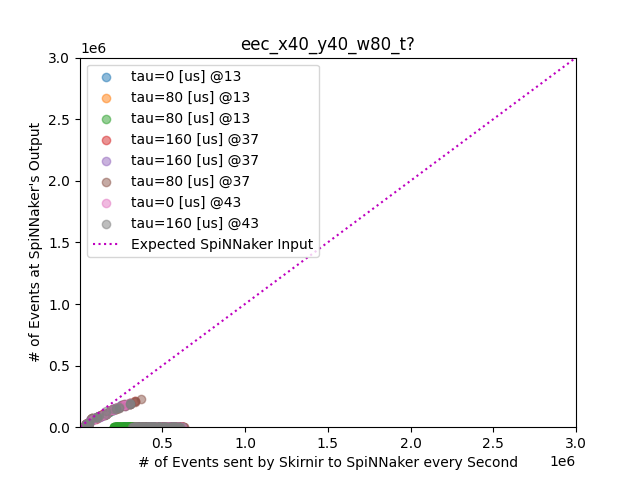 eec_x40_y40_w80_t?
1e6
3.0
2.5
2.0
1.5
1.0
0.5
0.0
# of Events at SpiNNaker's Output
tau=0 [us] @13
tau=80 [us] @13
tau=80 [us] @13
tau=160 [us] @37
tau=160 [us] @37
tau=80 [us] @37
tau=0 [us] @43
tau=160 [us] @43
Expected SpiNNaker Input
0.5 1.0 1.5 2.0 2.5 3.0
# of Events sent by Skirnir to SpiNNaker every Second
1e6